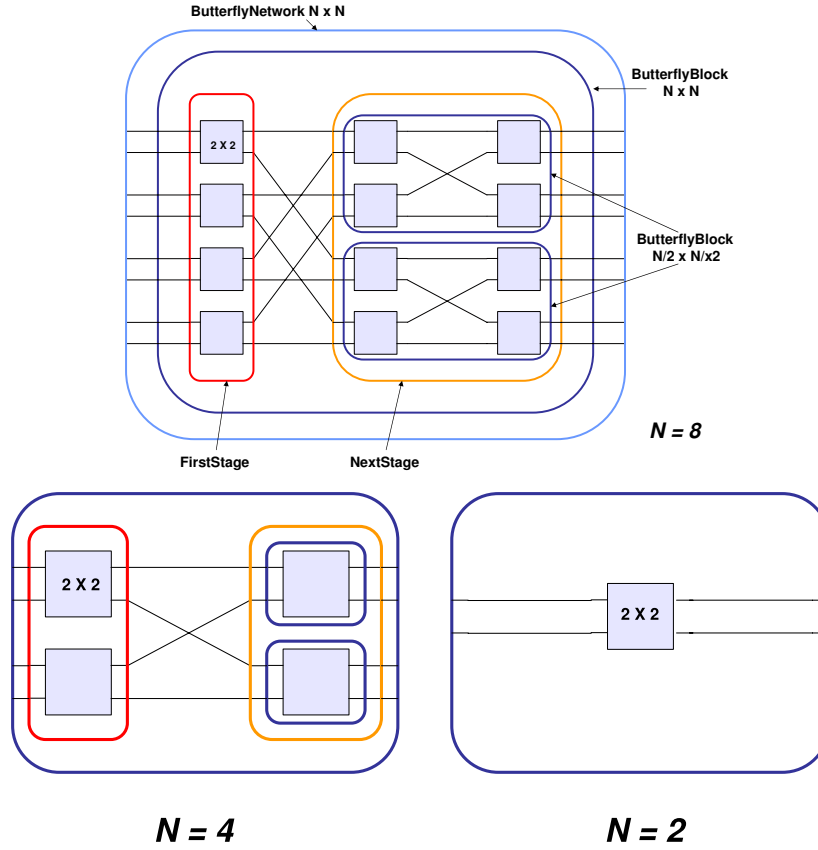 ButterflyNetwork N x N
ButterflyBlock
N x N
2 X 2
ButterflyBlock
N/2 x N/x2
N = 8
FirstStage
NextStage
2 X 2
2 X 2
N = 4
N = 2